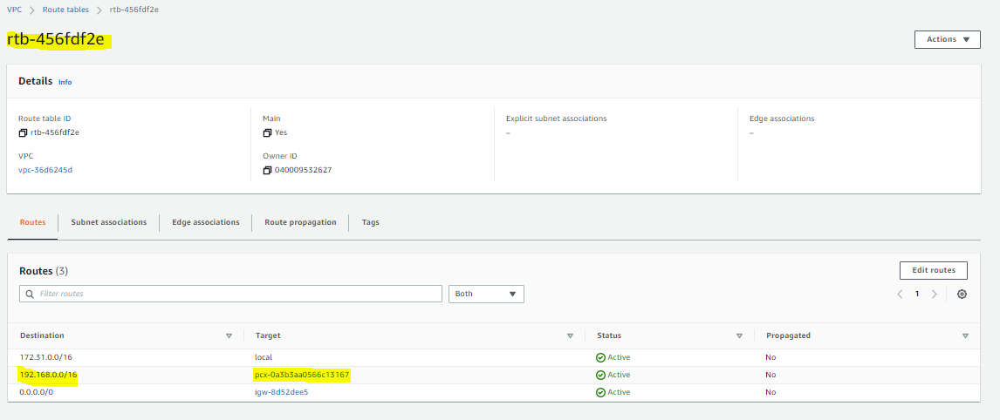 VPC > Route tables > rtb-456fdf2e
rtb-456fdf2e
Actions ▼
Details Info
Route table ID
rtb-456fdf2e
Main
Yes
Explicit subnet associations
–
Edge associations
–
VPC
vpc-36d6245d
Owner ID
040009532627
Routes Subnet associations Edge associations Route propagation Tags
Routes (3)
Edit routes
Filter routes
Both
1
Destination Target Status Propagated
172.31.0.0/16 local Active No
192.168.0.0/16 pcx-0a3b3aa0566c13167 Active No
0.0.0.0/0 igw-8d52dee5 Active No